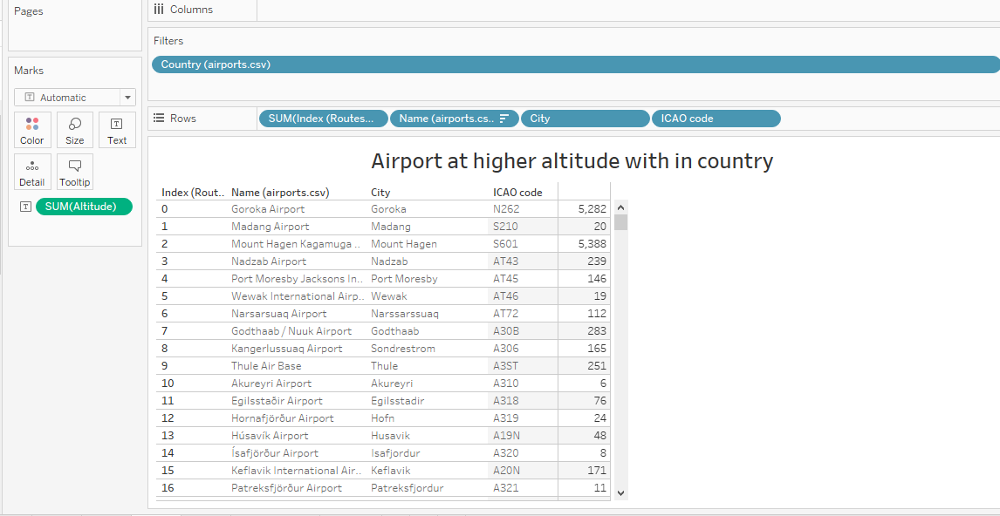 Pages
Columns
Filters
Country (airports.csv)
Marks
Automatic
Color Size Text
Detail Tooltip
SUM(Altitude)
Rows SUM(Index (Routes... Name (airports.cs.. City ICAO code
Airport at higher altitude with in country
Index (Rout.. Name (airports.csv) City ICAO code
0 Goroka Airport Goroka N262 5,282
1 Madang Airport Madang S210 20
2 Mount Hagen Kagamuga .. Mount Hagen S601 5,388
3 Nadzab Airport Nadzab AT43 239
4 Port Moresby Jacksons In.. Port Moresby AT45 146
5 Wewak International Airp.. Wewak AT46 19
6 Narsarsuaq Airport Narssarssuaq AT72 112
7 Godthaab / Nuuk Airport Godthaab A30B 283
8 Kangerlussuaq Airport Sondrestrom A306 165
9 Thule Air Base Thule A3ST 251
10 Akureyri Airport Akureyri A310 6
11 Egilsstaðir Airport Egilsstadir A318 76
12 Hornafjörður Airport Hofn A319 24
13 Húsavík Airport Husavik A19N 48
14 Ísafjörður Airport Isafjordur A320 8
15 Keflavik International Air.. Keflavik A20N 171
16 Patreksfjörður Airport Patreksfjordur A321 11